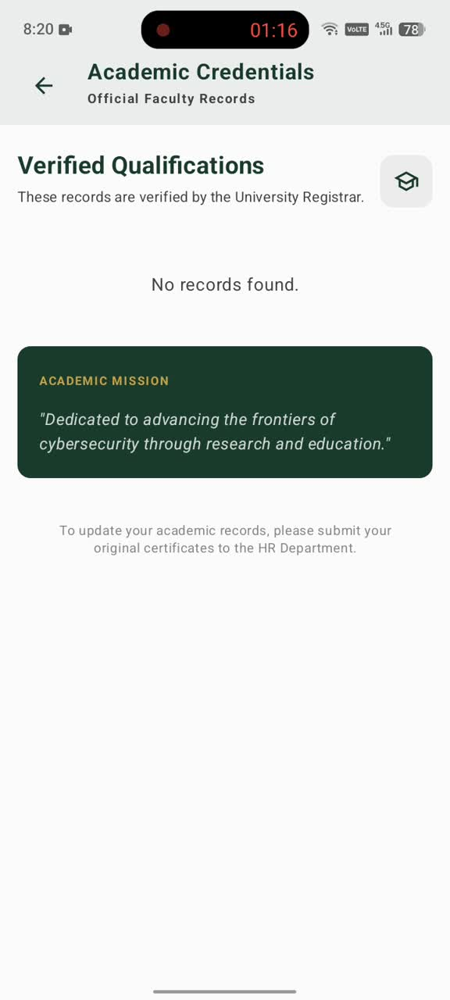 8:20
01:16
VoLTE
4.5G
78
Academic Credentials
Official Faculty Records
Verified Qualifications
These records are verified by the University Registrar.
No records found.
ACADEMIC MISSION
"Dedicated to advancing the frontiers of
cybersecurity through research and education."
To update your academic records, please submit your
original certificates to the HR Department.